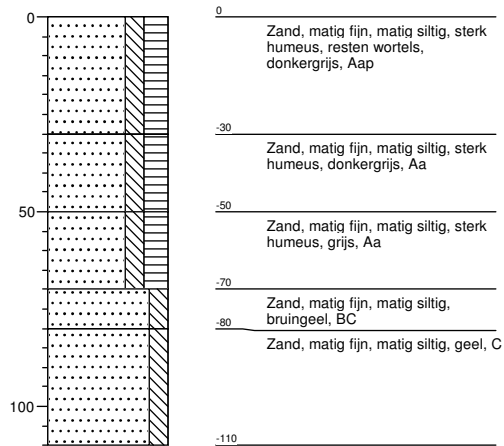 0
0
Zand, matig fijn, matig siltig, sterk
humeus, resten wortels,
donkergrijs, Aap
-30
Zand, matig fijn, matig siltig, sterk
humeus, donkergrijs, Aa
50
-50
Zand, matig fijn, matig siltig, sterk
humeus, grijs, Aa
-70
Zand, matig fijn, matig siltig,
bruingeel, BC
-80
Zand, matig fijn, matig siltig, geel, C
100
-110